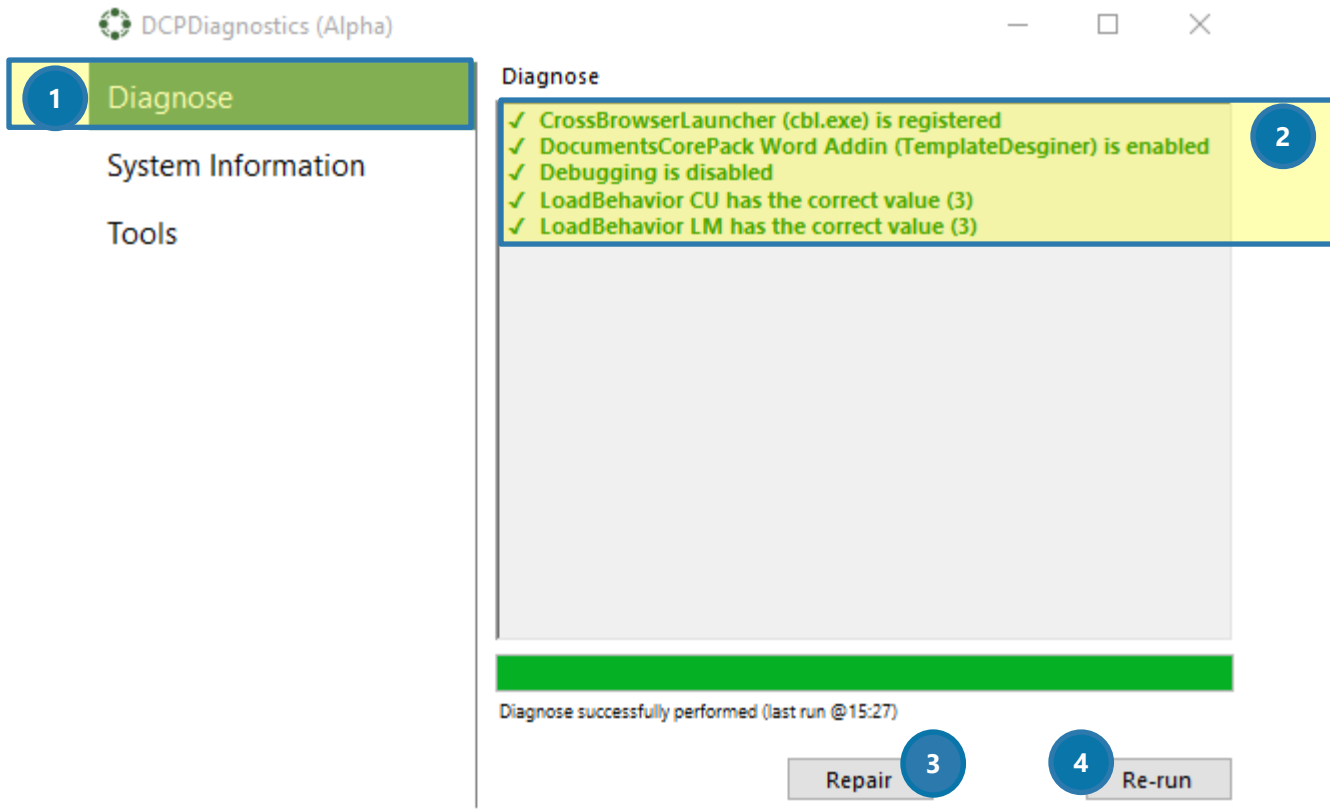 DCPDiagnostics (Alpha)
1
Diagnose
System Information
Tools
Diagnose
✓ CrossBrowserLauncher (cbl.exe) is registered
✓ DocumentsCorePack Word Addin (TemplateDesginer) is enabled
✓ Debugging is disabled
✓ LoadBehavior CU has the correct value (3)
✓ LoadBehavior LM has the correct value (3)
2
Diagnose successfully performed (last run @15:27)
Repair 3
4 Re-run